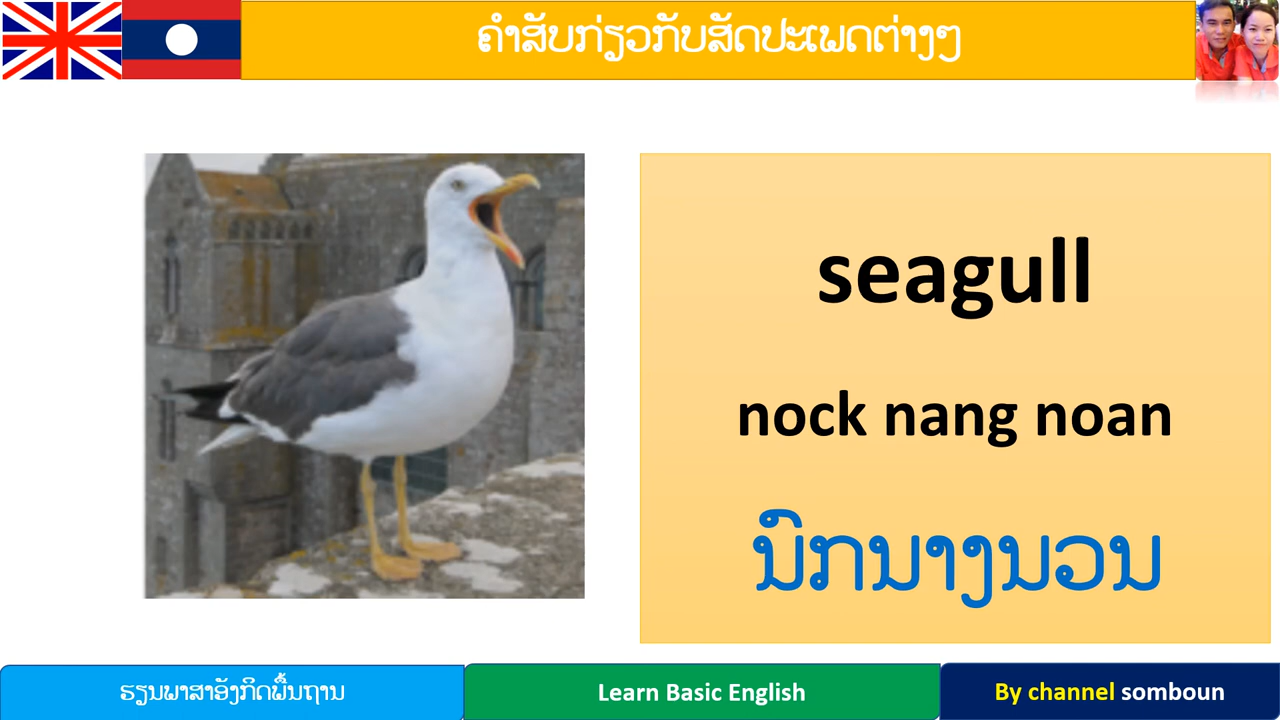 ຄຳສັບກ່ຽວກັບສັດປະເພດຕ່າງໆ
seagull
nock nang noan
ນົກນາງນວນ
ຮຽນພາສາອັງກິດພື້ນຖານ
Learn Basic English
By channel somboun